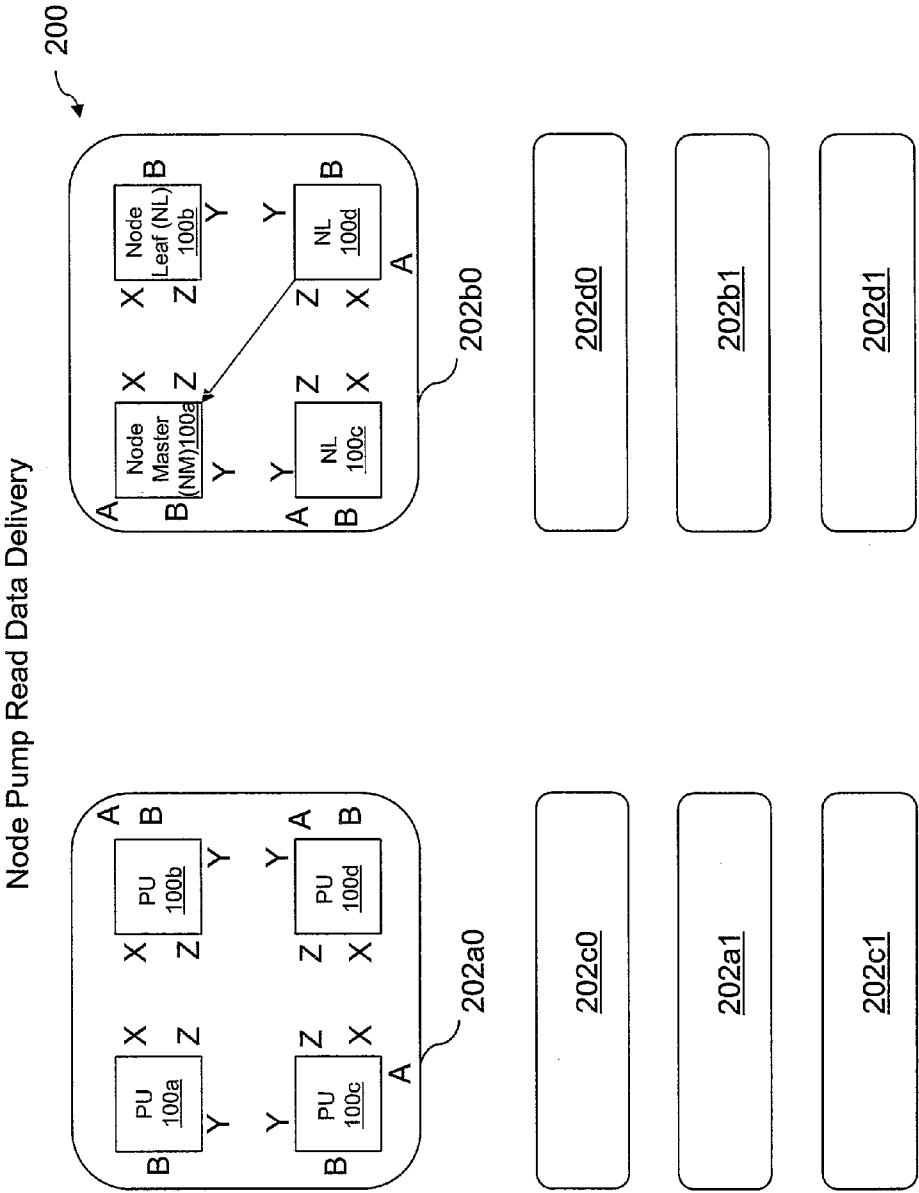 Node Pump Read Data Delivery
200
A
PU
100a
X
X
PU
100b
B
B
Z
Z
Y
Y
Y
Y
A
PU
100c
Z
Z
PU
100d
B
X
X
B
A
202a0
A
Node
Master
(NM)100a
X
X
Node
Leaf (NL)
100b
B
B
Z
Z
Y
Y
Y
Y
A
NL
100c
Z
Z
NL
100d
B
B
X
X
A
202b0
202c0
202d0
202a1
202b1
202c1
202d1